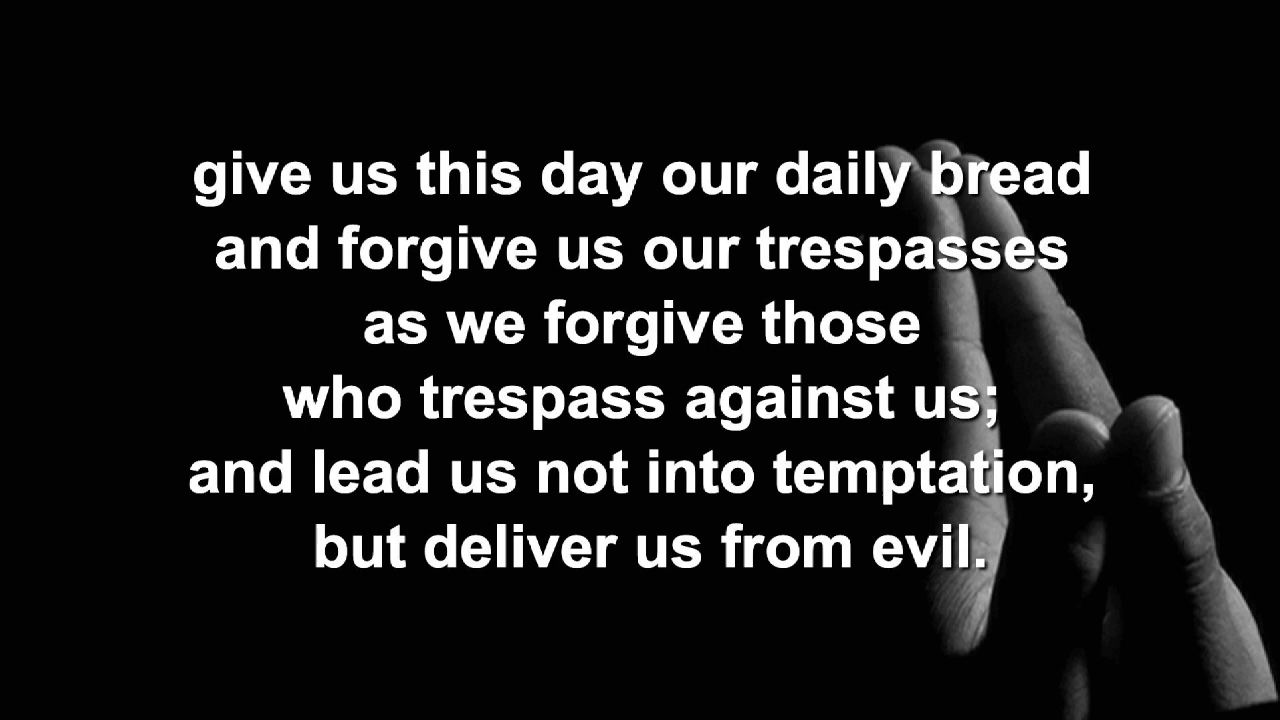 give us this day our daily bread
and forgive us our trespasses
as we forgive those
who trespass against us;
and lead us not into temptation,
but deliver us from evil.